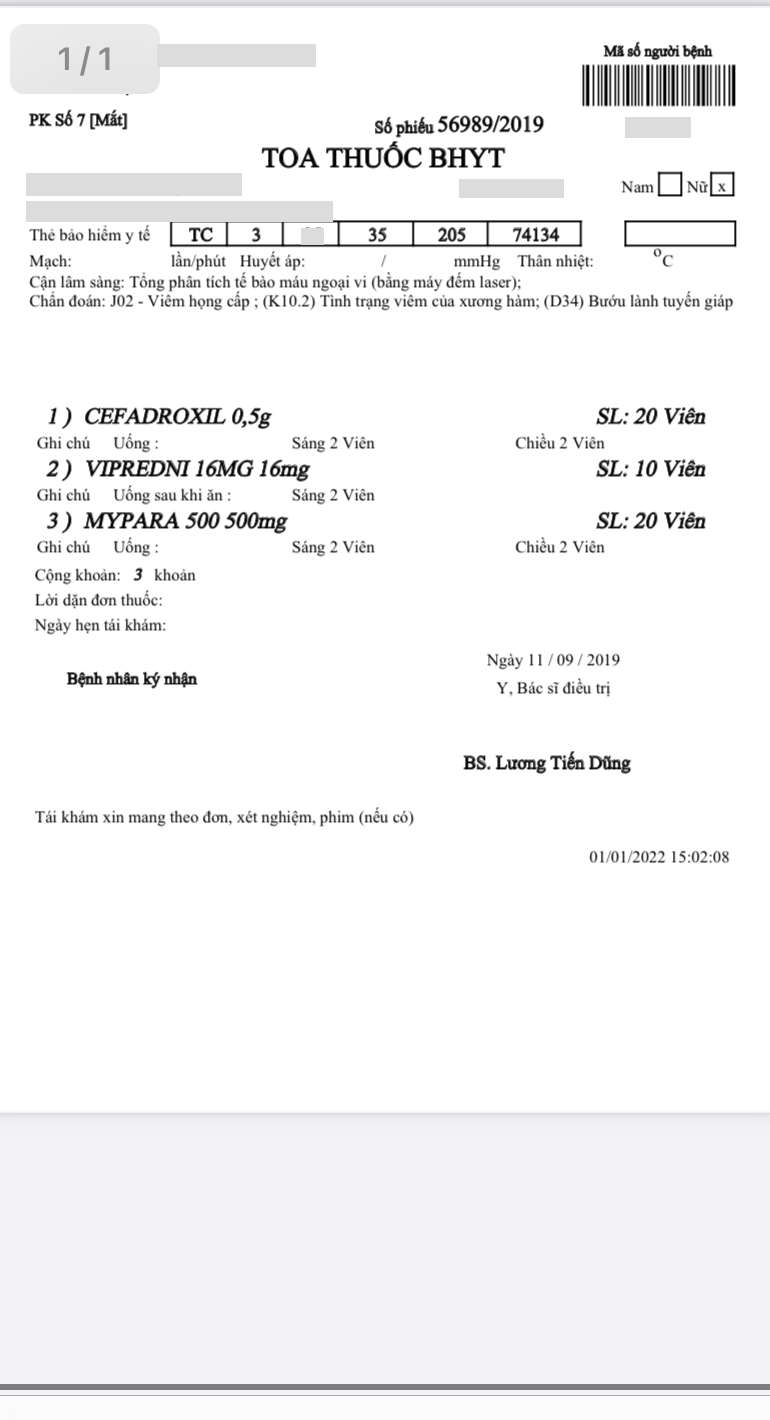 1/1
Mã số người bệnh
PK Số 7 [Mắt]
Số phiếu 56989/2019
TOA THUỐC BHYT
Nam Nữ x
Thẻ bảo hiểm y tế TC 3 35 205 74134
Mạch: lần/phút Huyết áp: / mmHg Thân nhiệt: oC
Cận lâm sàng: Tổng phân tích tế bào máu ngoại vi (bằng máy đếm laser);
Chẩn đoán: J02 - Viêm họng cấp ; (K10.2) Tình trạng viêm của xương hàm; (D34) Bướu lành tuyến giáp
1 ) CEFADROXIL 0,5g SL: 20 Viên
Ghi chú Uống : Sáng 2 Viên Chiều 2 Viên
2 ) VIPREDNI 16MG 16mg SL: 10 Viên
Ghi chú Uống sau khi ăn : Sáng 2 Viên
3 ) MYPARA 500 500mg SL: 20 Viên
Ghi chú Uống : Sáng 2 Viên Chiều 2 Viên
Cộng khoản: 3 khoản
Lời dặn đơn thuốc:
Ngày hẹn tái khám:
Ngày 11 / 09 / 2019
Bệnh nhân ký nhận
Y, Bác sĩ điều trị
BS. Lương Tiến Dũng
Tái khám xin mang theo đơn, xét nghiệm, phim (nếu có)
01/01/2022 15:02:08